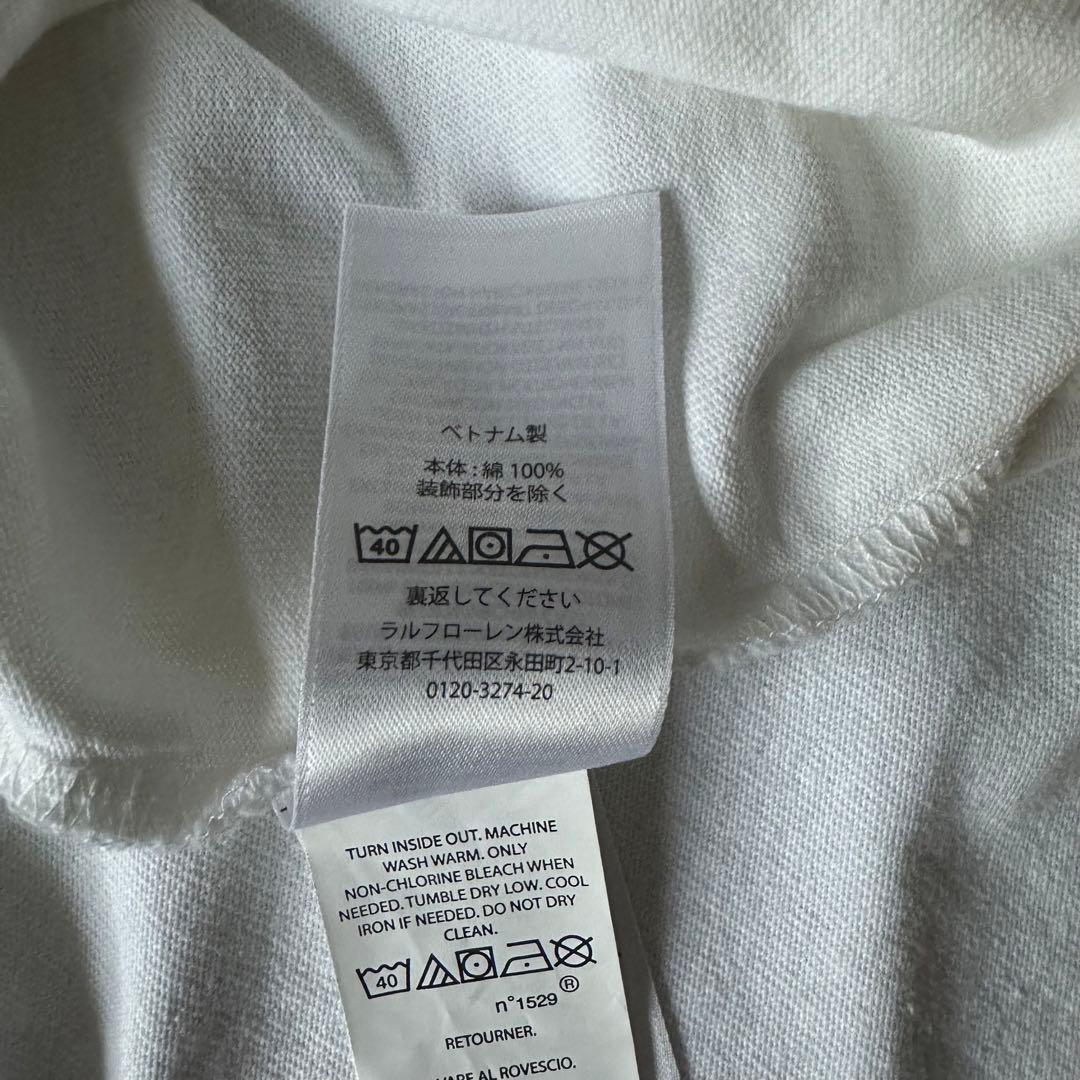 ベトナム製
本体 : 綿 100%
装飾部分を除く
40
裏返してください
ラルフローレン株式会社
東京都千代田区永田町2-10-1
0120-3274-20
TURN INSIDE OUT. MACHINE
WASH WARM. ONLY
NON-CHLORINE BLEACH WHEN
NEEDED. TUMBLE DRY LOW. COOL
IRON IF NEEDED. DO NOT DRY
CLEAN.
40
n°1529®
RETOURNER.
AL ROVESCIO.